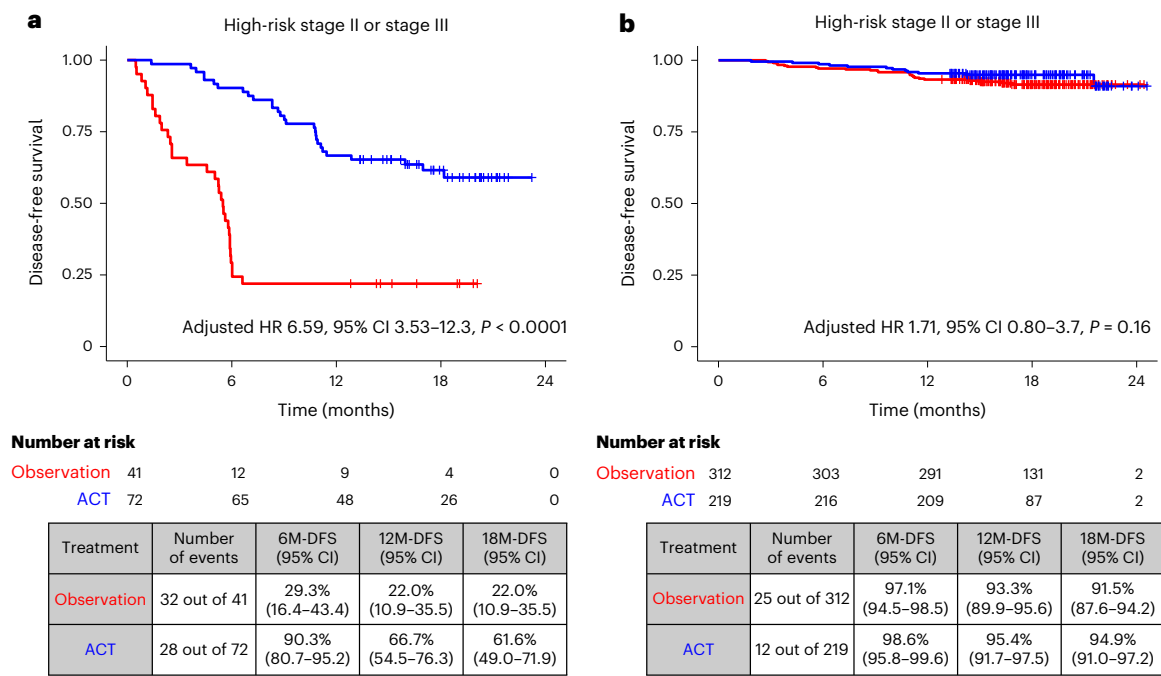 a
High-risk stage II or stage III
1.00
0.75
0.50
0.25
0
Disease-free survival
Adjusted HR 6.59, 95% CI 3.53–12.3, P < 0.0001
0 6 12 18 24
Time (months)
Number at risk
Observation 41 12 9 4 0
ACT 72 65 48 26 0
Treatment Number of events 6M-DFS (95% CI) 12M-DFS (95% CI) 18M-DFS (95% CI)
Observation 32 out of 41 29.3% (16.4–43.4) 22.0% (10.9–35.5) 22.0% (10.9–35.5)
ACT 28 out of 72 90.3% (80.7–95.2) 66.7% (54.5–76.3) 61.6% (49.0–71.9)
b
High-risk stage II or stage III
1.00
0.75
0.50
0.25
0
Disease-free survival
Adjusted HR 1.71, 95% CI 0.80–3.7, P = 0.16
0 6 12 18 24
Time (months)
Number at risk
Observation 312 303 291 131 2
ACT 219 216 209 87 2
Treatment Number of events 6M-DFS (95% CI) 12M-DFS (95% CI) 18M-DFS (95% CI)
Observation 25 out of 312 97.1% (94.5–98.5) 93.3% (89.9–95.6) 91.5% (87.6–94.2)
ACT 12 out of 219 98.6% (95.8–99.6) 95.4% (91.7–97.5) 94.9% (91.0–97.2)